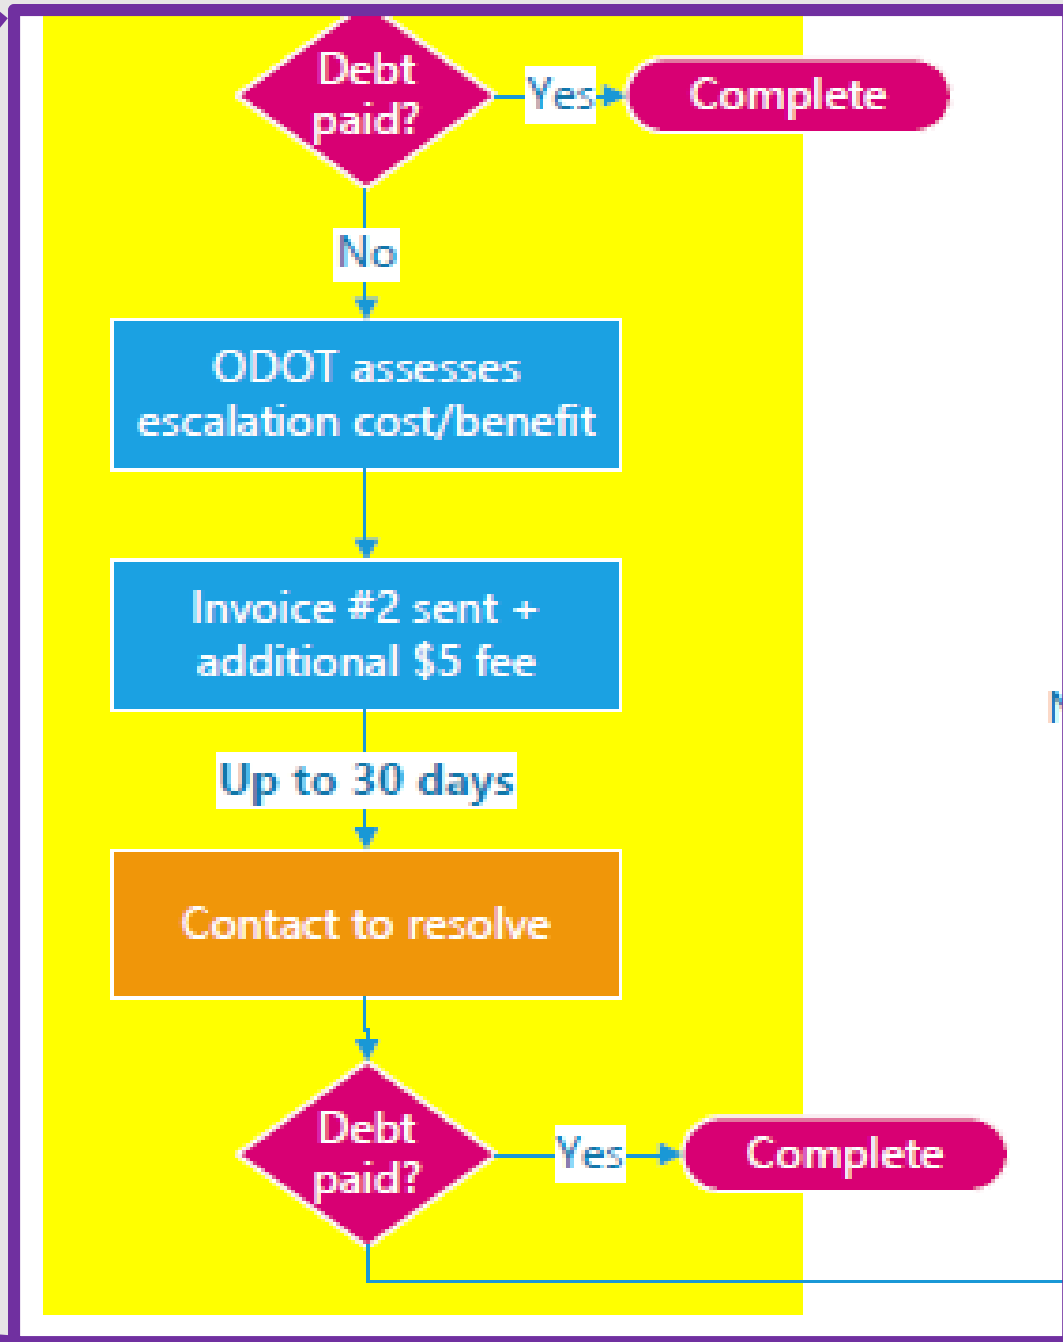 Debt
paid?
Yes
Complete
No
ODOT assesses
escalation cost/benefit
Invoice #2 sent +
additional $5 fee
Up to 30 days
Contact to resolve
Debt
paid?
Yes
Complete